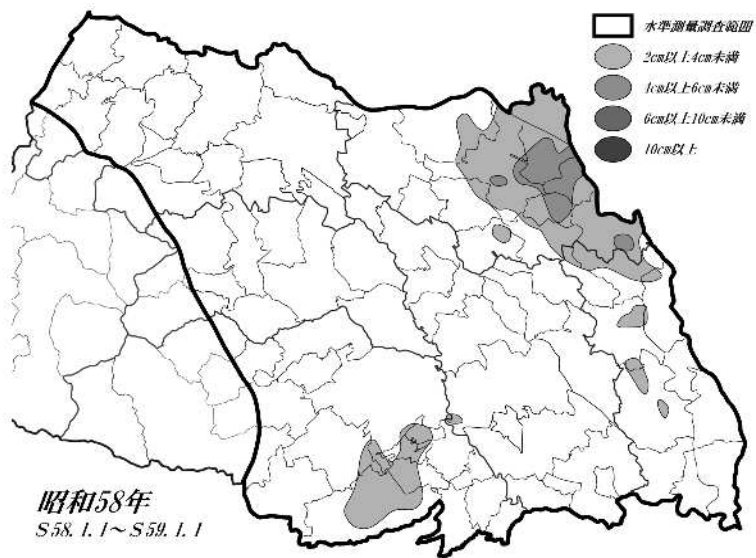 水準測量調査範囲
2cm以上4cm未満
4cm以上6cm未満
6cm以上10cm未満
10cm以上
昭和58年
S58.1.1～S59.1.1